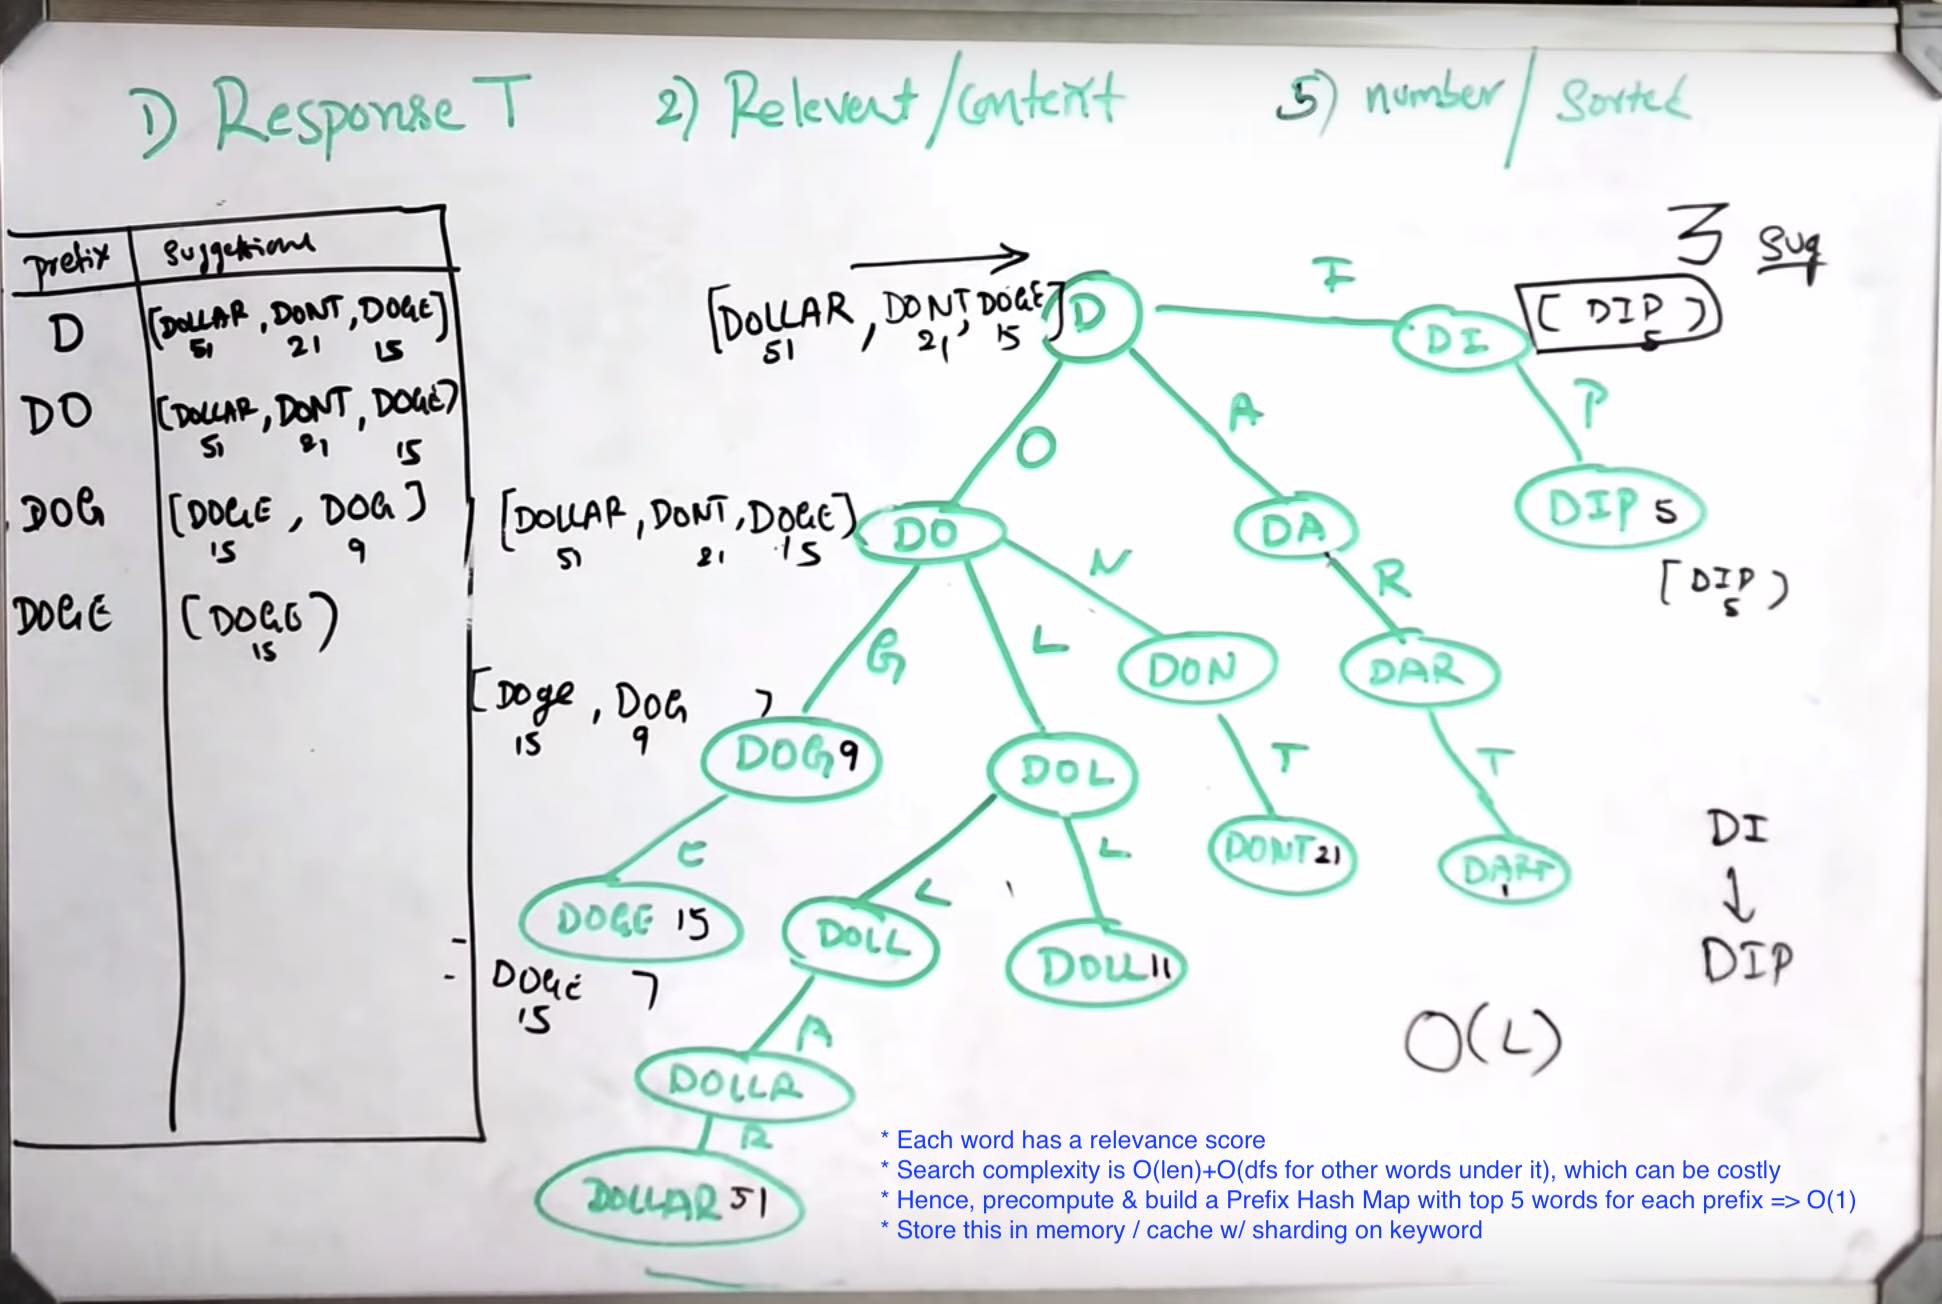 1) Response T
2) Relevent/context
5) number/ Sorted
prefix
suggestions
D
[DOLLAR, DONT, DOGE]
51 21 15
DO
[DOLLAR, DONT, DOGE]
51 21 15
DOG
[DOGE, DOG]
15 9
DOGE
[DOGE]
15
3 sug
[DOLLAR, DONT, DOGE]
51 21 15
D
I
DI
[DIP]
5
O
A
P
[DOLLAR, DONT, DOGE]
51 21 15
DO
DA
DIP 5
[DIP]
5
G
L
N
R
[Doge, DOG ]
15 9
DON
DAR
DOG 9
DOL
T
T
E
L
L
DONT 21
DART
1
DI
↓
DIP
DOGE 15
DOLL
DOLL 11
DOGE ]
15
A
O(L)
DOLLA
R
DOLLAR 51
* Each word has a relevance score
* Search complexity is O(len)+O(dfs for other words under it), which can be costly
* Hence, precompute & build a Prefix Hash Map with top 5 words for each prefix => O(1)
* Store this in memory / cache w/ sharding on keyword